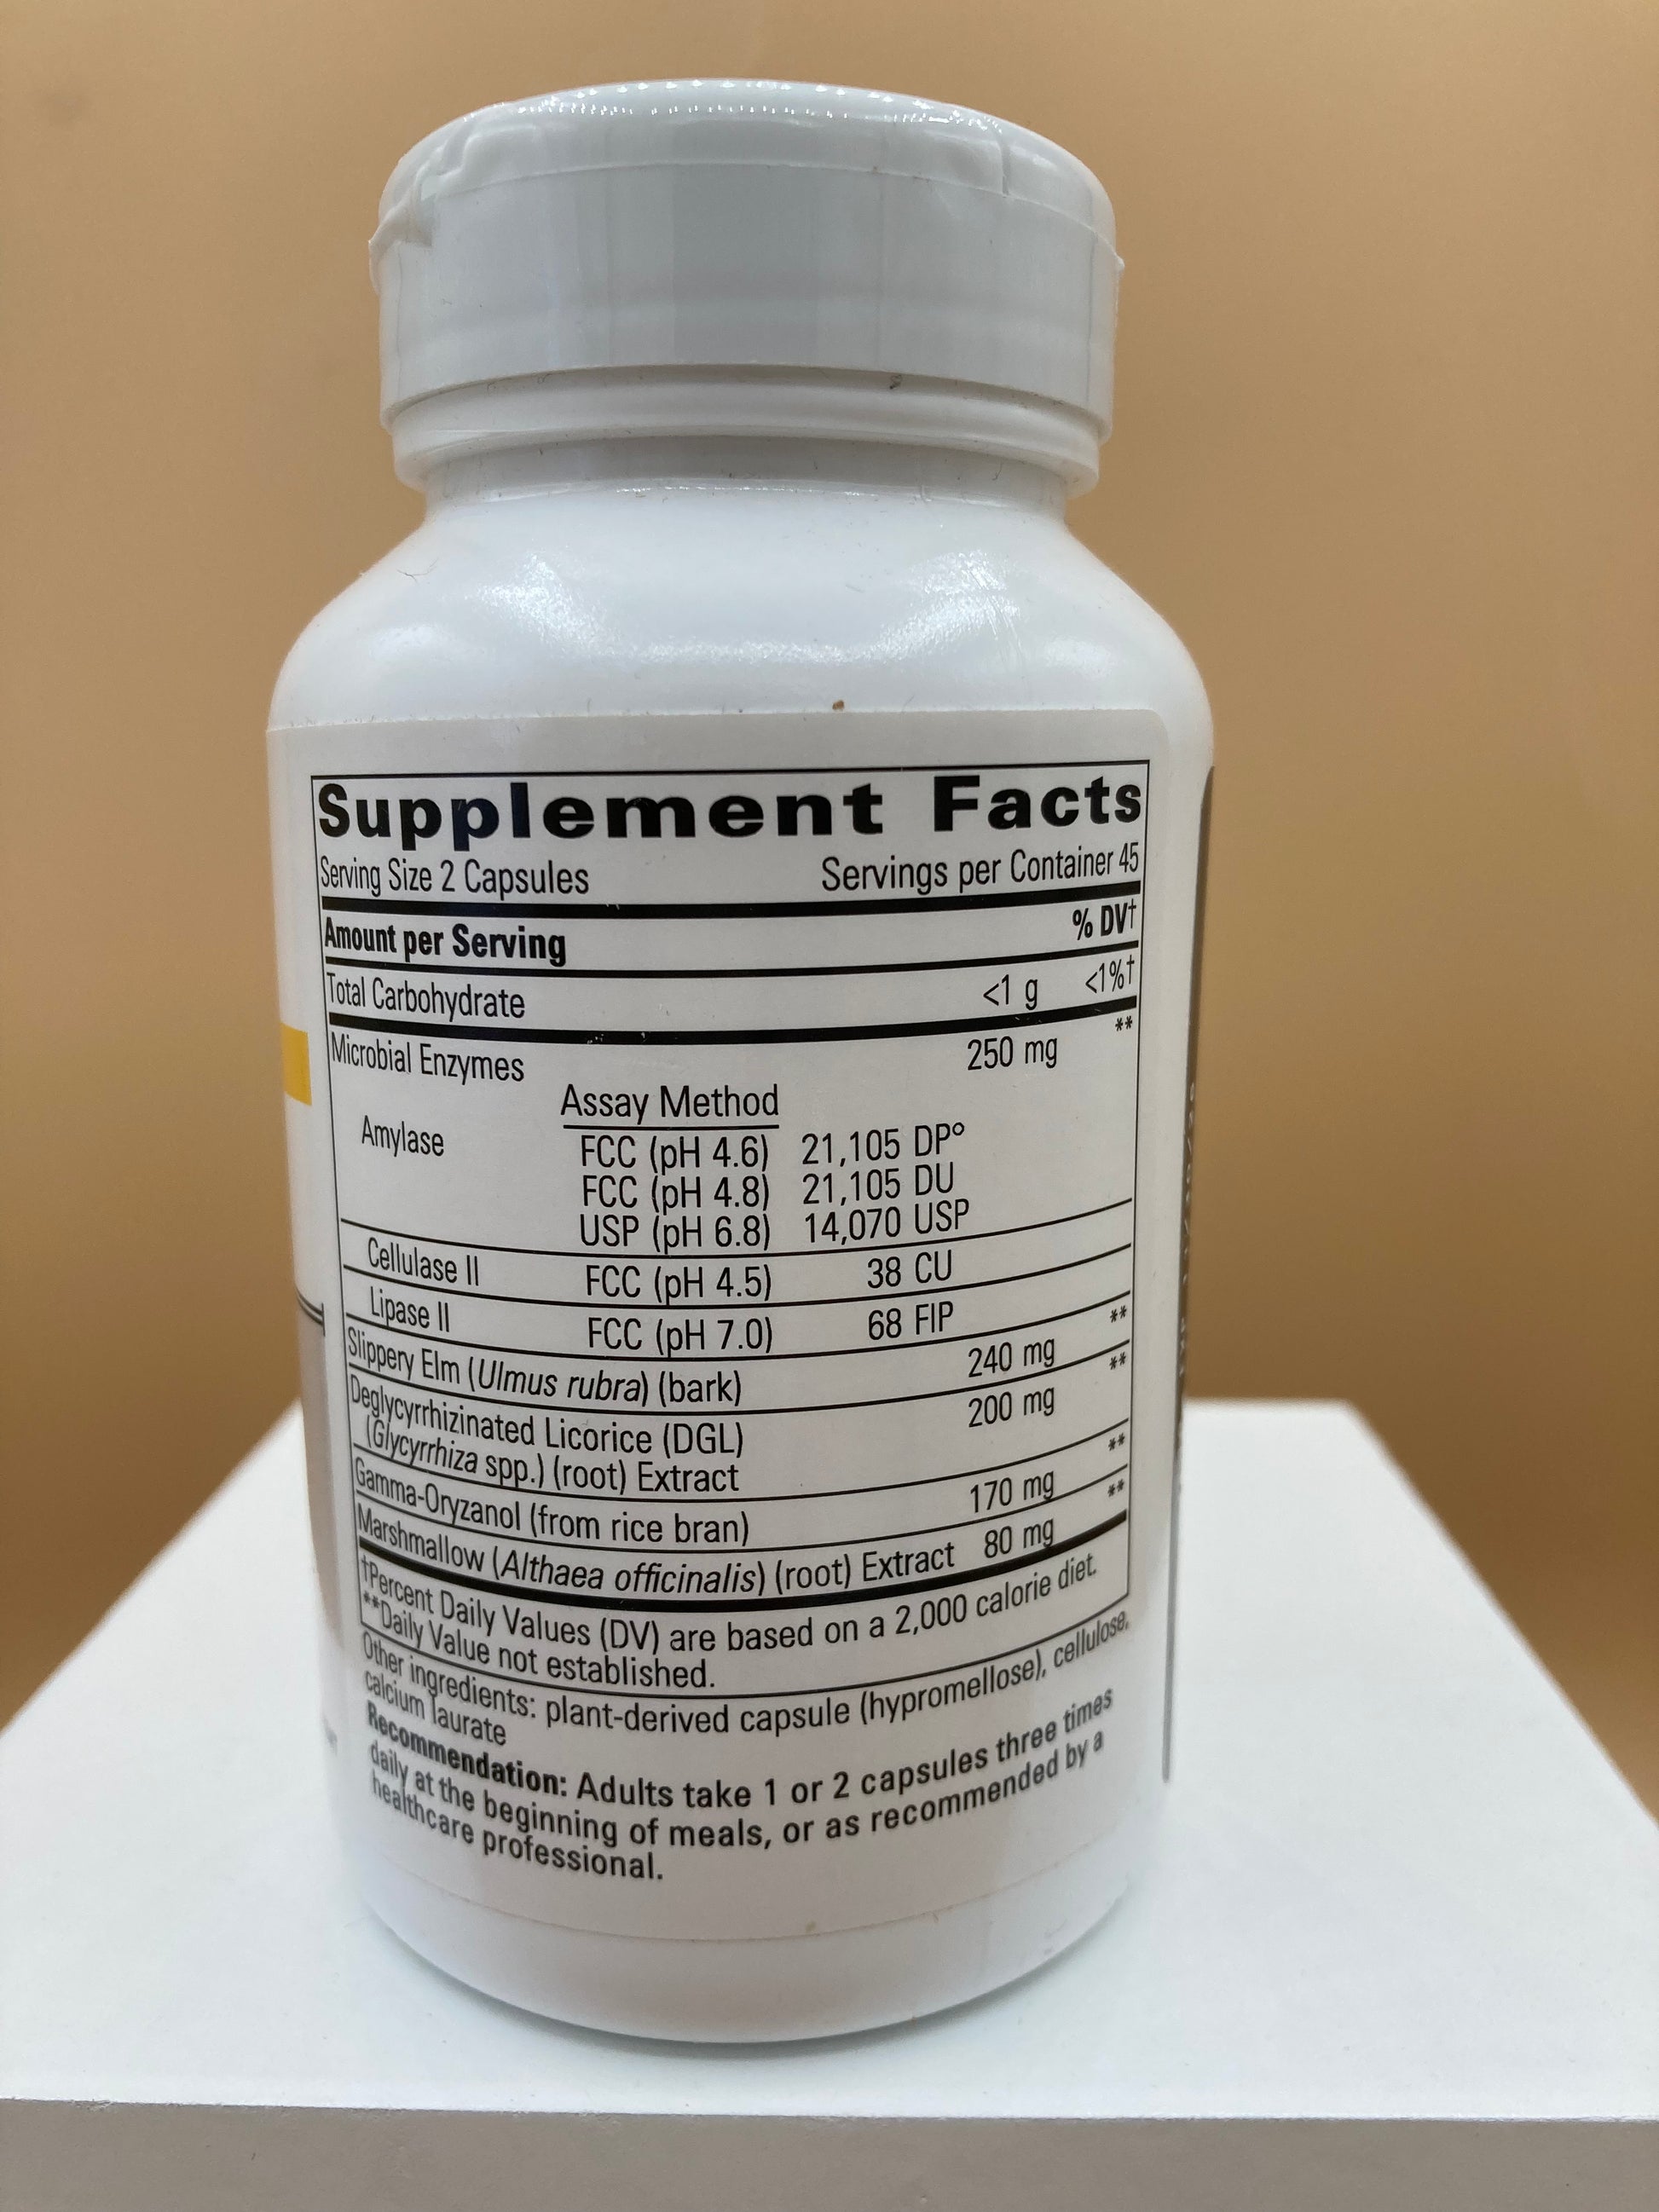 Supplement Facts
Serving Size 2 Capsules Servings per Container 45
Amount per Serving % DV†
Total Carbohydrate <1 g <1%†
Microbial Enzymes 250 mg **
Assay Method
Amylase FCC (pH 4.6) 21,105 DP°
FCC (pH 4.8) 21,105 DU
USP (pH 6.8) 14,070 USP
Cellulase II FCC (pH 4.5) 38 CU
Lipase II FCC (pH 7.0) 68 FIP
Slippery Elm (Ulmus rubra) (bark) 240 mg **
Deglycyrrhizinated Licorice (DGL) 200 mg **
(Glycyrrhiza spp.) (root) Extract
Gamma-Oryzanol (from rice bran) 170 mg **
Marshmallow (Althaea officinalis) (root) Extract 80 mg **
†Percent Daily Values (DV) are based on a 2,000 calorie diet.
**Daily Value not established.
Other ingredients: plant-derived capsule (hypromellose), cellulose,
calcium laurate
Recommendation: Adults take 1 or 2 capsules three times
daily at the beginning of meals, or as recommended by a
healthcare professional.